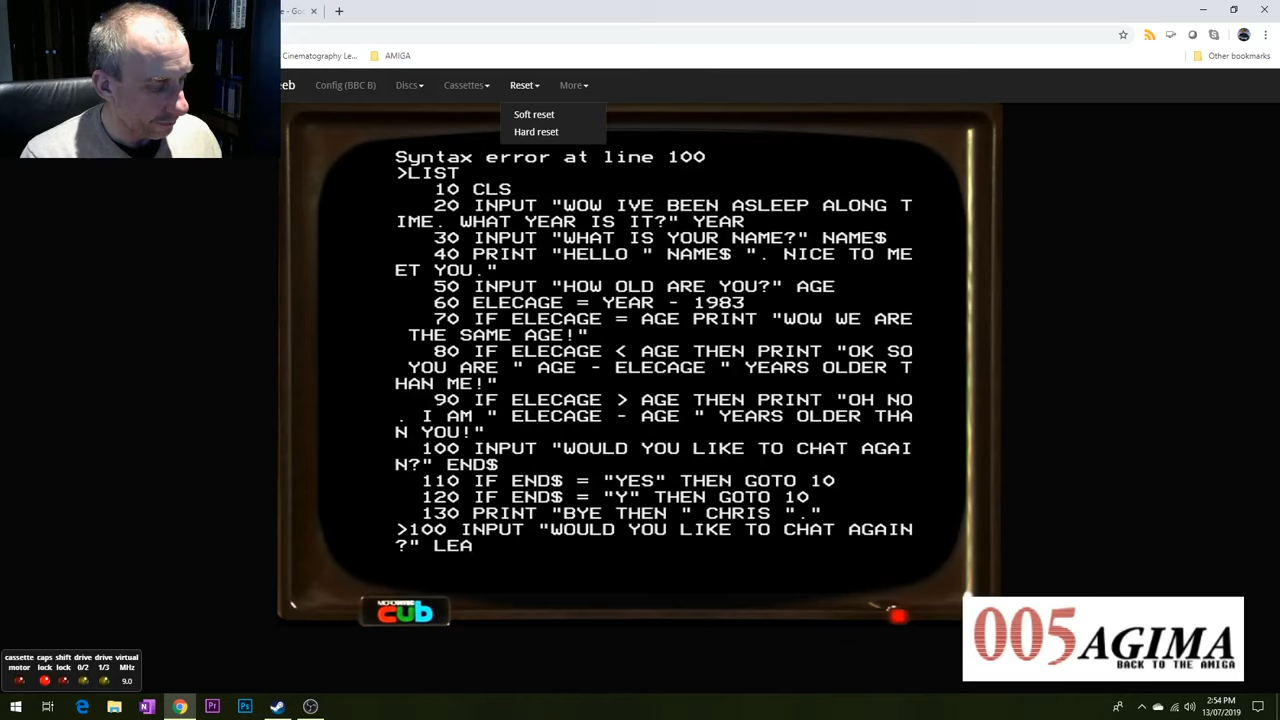 e - Goo
Cinematography Le...
AMIGA
Other bookmarks
eeb
Config (BBC B)
Discs
Cassettes
Reset
More
Soft reset
Hard reset
Syntax error at line 100
>LIST
10 CLS
20 INPUT "WOW IVE BEEN ASLEEP ALONG T
IME. WHAT YEAR IS IT?" YEAR
30 INPUT "WHAT IS YOUR NAME?" NAME$
40 PRINT "HELLO " NAME$ ". NICE TO ME
ET YOU."
50 INPUT "HOW OLD ARE YOU?" AGE
60 ELECAGE = YEAR - 1983
70 IF ELECAGE = AGE PRINT "WOW WE ARE
THE SAME AGE!"
80 IF ELECAGE < AGE THEN PRINT "OK SO
YOU ARE " AGE - ELECAGE " YEARS OLDER T
HAN ME!"
90 IF ELECAGE > AGE THEN PRINT "OH NO
. I AM " ELECAGE - AGE " YEARS OLDER THA
N YOU!"
100 INPUT "WOULD YOU LIKE TO CHAT AGAI
N?" END$
110 IF END$ = "YES" THEN GOTO 10
120 IF END$ = "Y" THEN GOTO 10
130 PRINT "BYE THEN " CHRIS "."
>100 INPUT "WOULD YOU LIKE TO CHAT AGAIN
?" LEA
MICROVITEC
cub
005 AGIMA
BACK TO THE AMIGA
cassette motor
caps lock
shift lock
drive 0/2
drive 1/3
virtual MHz
9.0
2:54 PM
13/07/2019